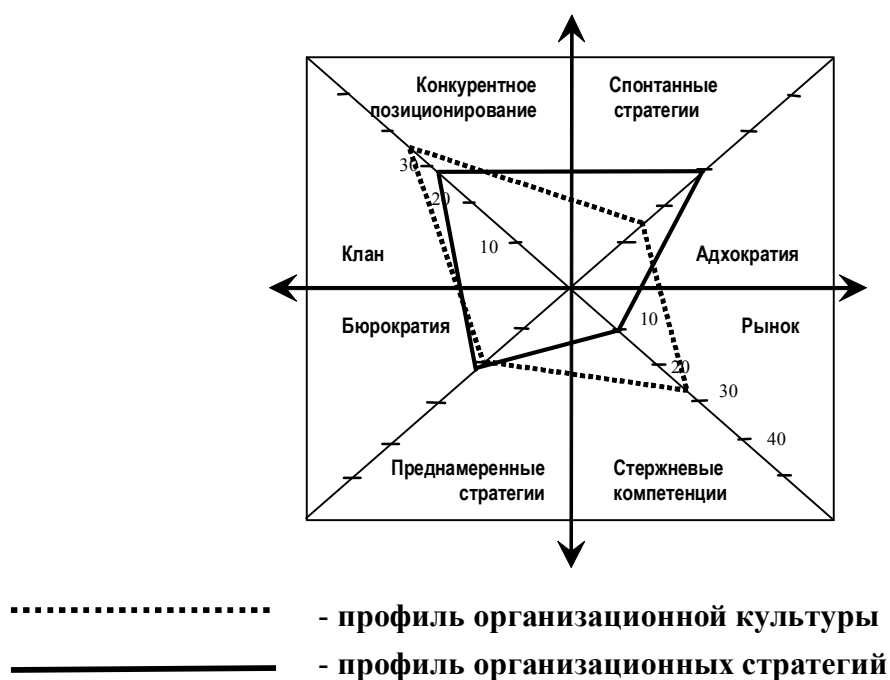 Конкурентное
позиционирование
Спонтанные
стратегии
30
20
10
Клан
Адхократия
Бюрократия
10
Рынок
20
30
40
Преднамеренные
стратегии
Стержневые
компетенции
- профиль организационной культуры
- профиль организационных стратегий